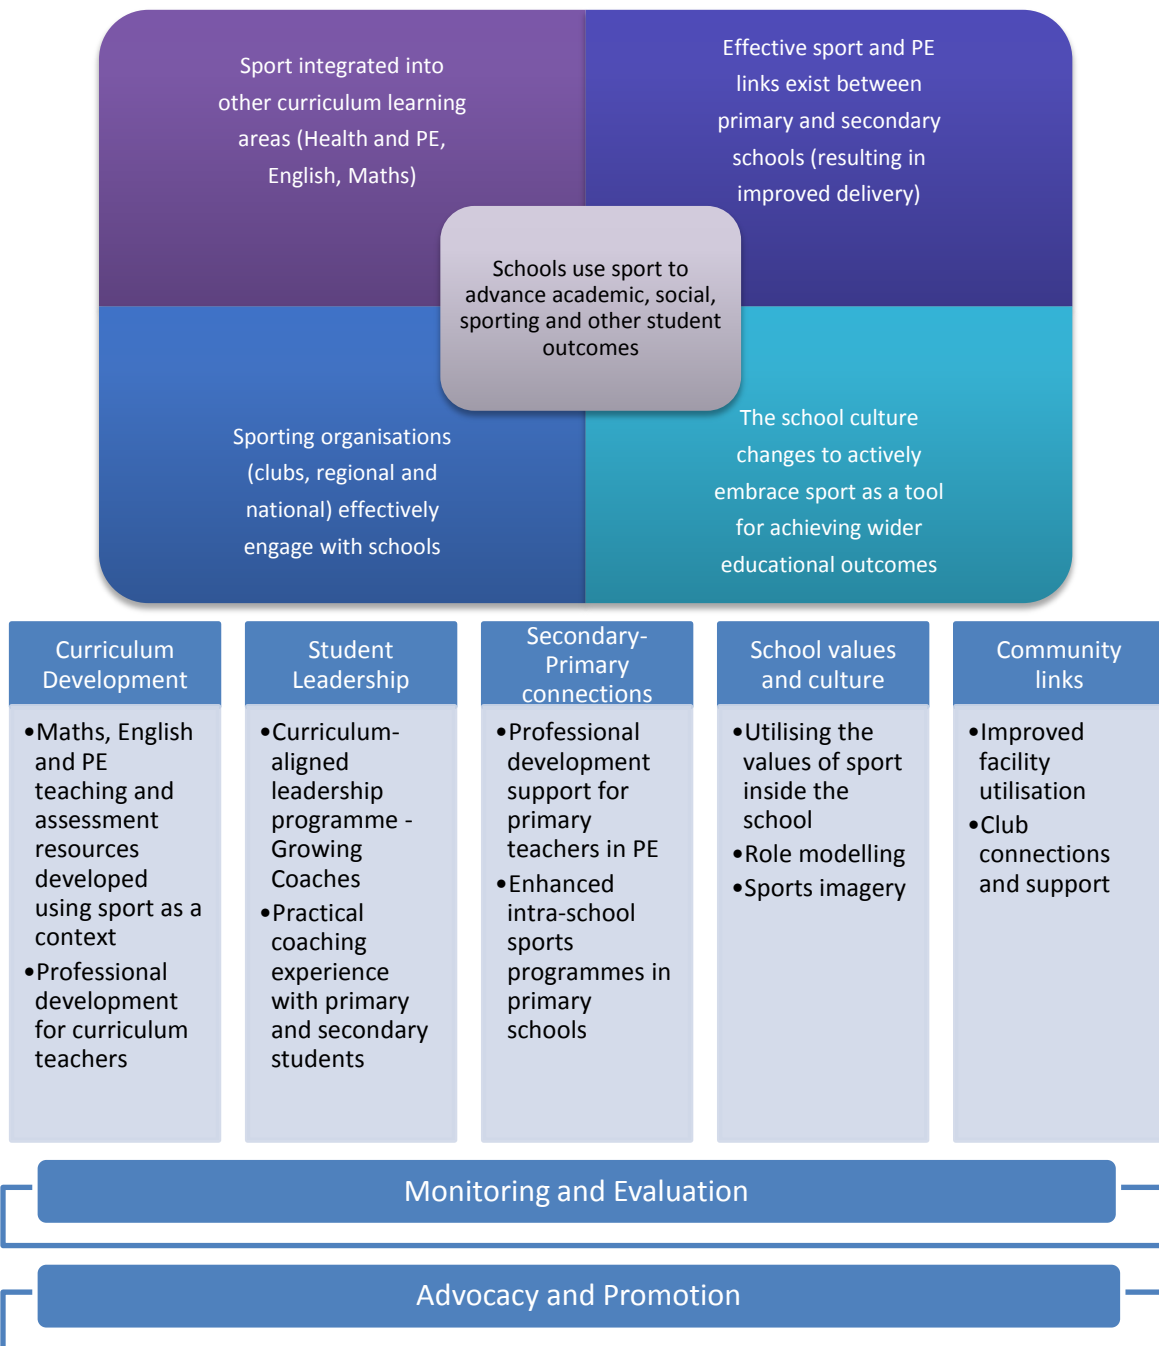 Sport integrated into
other curriculum learning
areas (Health and PE,
English, Maths)
Effective sport and PE
links exist between
primary and secondary
schools (resulting in
improved delivery)
Schools use sport to
advance academic, social,
sporting and other student
outcomes
Sporting organisations
(clubs, regional and
national) effectively
engage with schools
The school culture
changes to actively
embrace sport as a tool
for achieving wider
educational outcomes
Curriculum
Development
•Maths, English
and PE
teaching and
assessment
resources
developed
using sport as a
context
•Professional
development
for curriculum
teachers
Student
Leadership
•Curriculum-
aligned
leadership
programme -
Growing
Coaches
•Practical
coaching
experience
with primary
and secondary
students
Secondary-
Primary
connections
•Professional
development
support for
primary
teachers in PE
•Enhanced
intra-school
sports
programmes in
primary
schools
School values
and culture
•Utilising the
values of sport
inside the
school
•Role modelling
•Sports imagery
Community
links
•Improved
facility
utilisation
•Club
connections
and support
Monitoring and Evaluation
Advocacy and Promotion